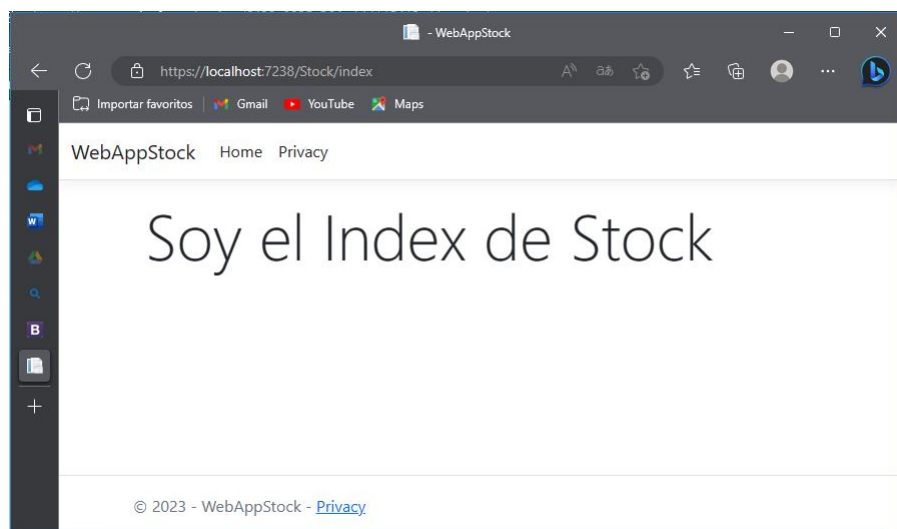 - WebAppStock
https://localhost:7238/Stock/index
Importar favoritos Gmail YouTube Maps
WebAppStock Home Privacy
Soy el Index de Stock
© 2023 - WebAppStock - Privacy